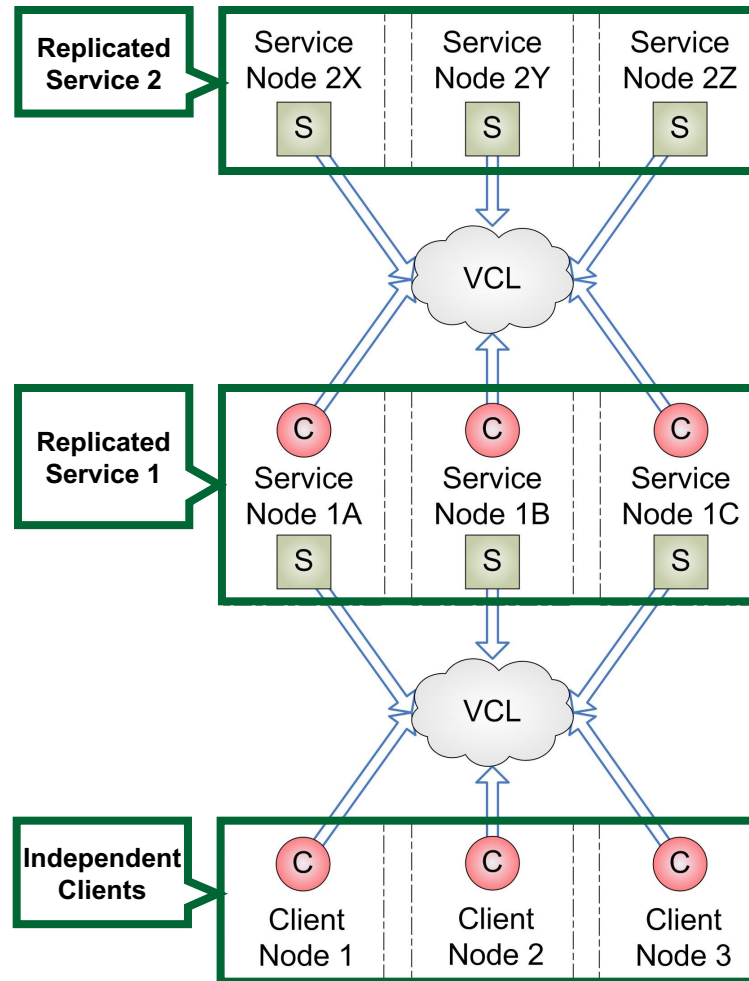 Replicated
Service 2
Service
Node 2X
Service
Node 2Y
Service
Node 2Z
S
S
S
VCL
Replicated
Service 1
C
C
C
Service
Node 1A
Service
Node 1B
Service
Node 1C
S
S
S
VCL
Independent
Clients
C
C
C
Client
Node 1
Client
Node 2
Client
Node 3